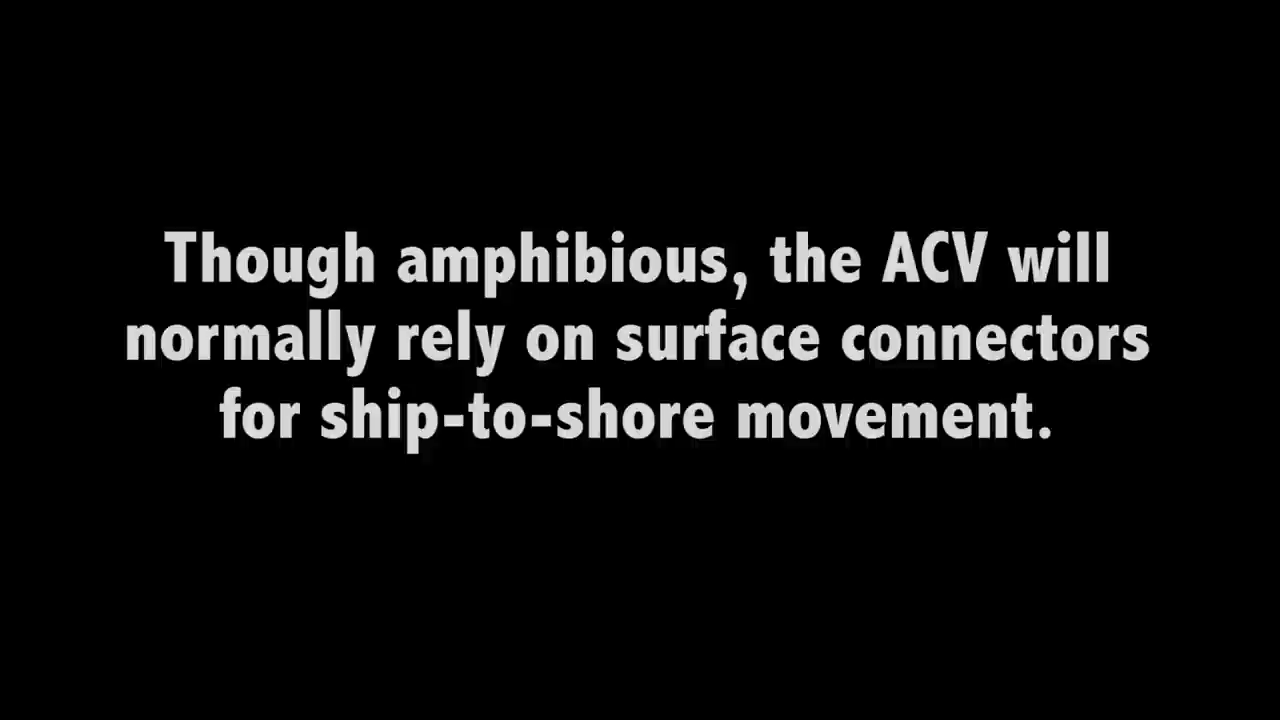 Though amphibious, the ACV will
normally rely on surface connectors
for ship-to-shore movement.